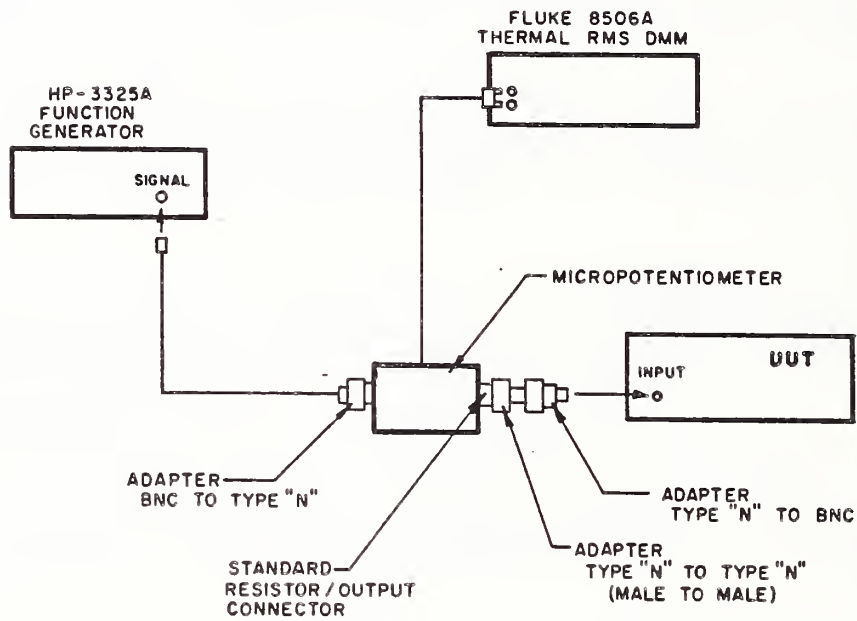 FLUKE 8506A
THERMAL RMS DMM
HP-3325A
FUNCTION
GENERATOR
SIGNAL
MICROPOTENTIOMETER
UUT
INPUT
ADAPTER
BNC TO TYPE "N"
ADAPTER
TYPE "N" TO BNC
STANDARD
RESISTOR/OUTPUT
CONNECTOR
ADAPTER
TYPE "N" TO TYPE "N"
(MALE TO MALE)